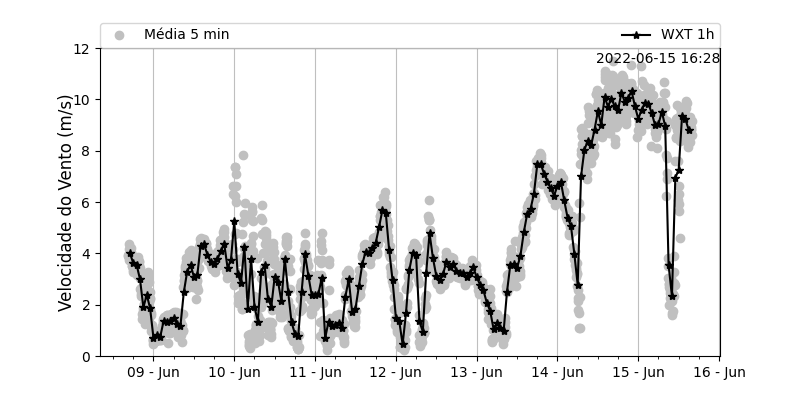 Média 5 min
WXT 1h
2022-06-15 16:28
Velocidade do Vento (m/s)
12
10
8
6
4
2
0
09 - Jun
10 - Jun
11 - Jun
12 - Jun
13 - Jun
14 - Jun
15 - Jun
16 - Jun